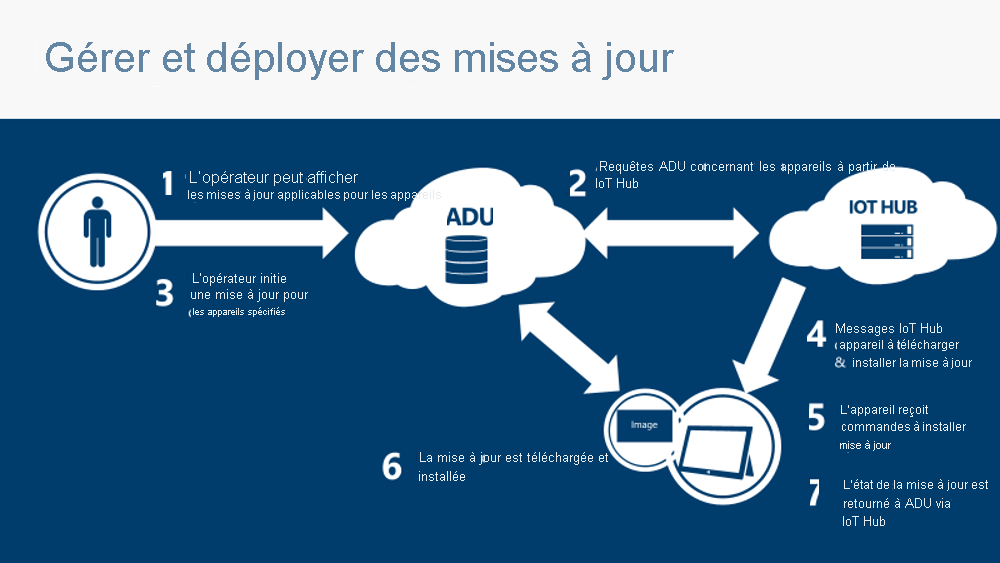 Gérer et déployer des mises à jour
1
L'opérateur peut afficher
les mises à jour applicables pour les appareils
2
Requêtes ADU concernant les appareils à partir de
IoT Hub
ADU
IOT HUB
3
L'opérateur initie
une mise à jour pour
les appareils spécifiés
4
Messages IoT Hub
appareil à télécharger
& installer la mise à jour
Image
5
L'appareil reçoit
commandes à installer
mise à jour
6
La mise à jour est téléchargée et
installée
7
L'état de la mise à jour est
retourné à ADU via
IoT Hub